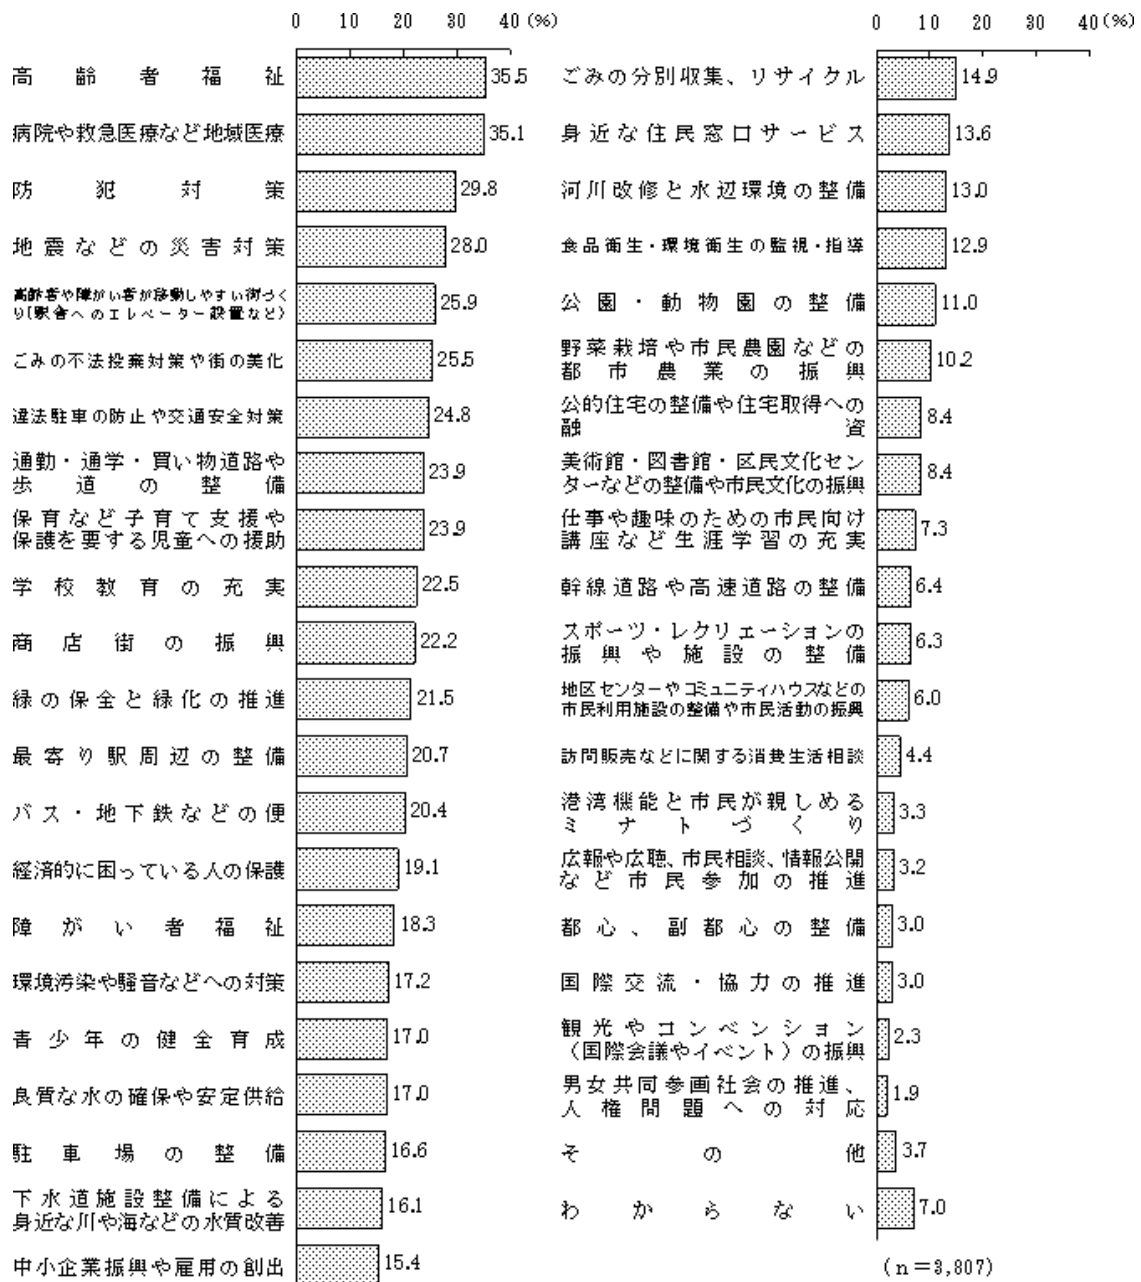 0 10 20 30 40 (%)
高齢者福祉 35.5
病院や救急医療など地域医療 35.1
防犯対策 29.8
地震などの災害対策 28.0
高齢者や障がい者が移動しやすい街づく
り(駅舎へのエレベーター設置など) 25.9
ごみの不法投棄対策や街の美化 25.5
違法駐車の防止や交通安全対策 24.8
通勤・通学・買い物道路や
歩道の整備 23.9
保育など子育て支援や
保護を要する児童への援助 23.9
学校教育の充実 22.5
商店街の振興 22.2
緑の保全と緑化の推進 21.5
最寄り駅周辺の整備 20.7
バス・地下鉄などの便 20.4
経済的に困っている人の保護 19.1
障がい者福祉 18.3
環境汚染や騒音などへの対策 17.2
青少年の健全育成 17.0
良質な水の確保や安定供給 17.0
駐車場の整備 16.6
下水道施設整備による
身近な川や海などの水質改善 16.1
中小企業振興や雇用の創出 15.4
0 10 20 30 40 (%)
ごみの分別収集、リサイクル 14.9
身近な住民窓口サービス 13.6
河川改修と水辺環境の整備 13.0
食品衛生・環境衛生の監視・指導 12.9
公園・動物園の整備 11.0
野菜栽培や市民農園などの
都市農業の振興 10.2
公的住宅の整備や住宅取得への
融資 8.4
美術館・図書館・区民文化セン
ターなどの整備や市民文化の振興 8.4
仕事や趣味のための市民向け
講座など生涯学習の充実 7.3
幹線道路や高速道路の整備 6.4
スポーツ・レクリエーションの
振興や施設の整備 6.3
地区センターやコミュニティハウスなどの
市民利用施設の整備や市民活動の振興 6.0
訪問販売などに関する消費生活相談 4.4
港湾機能と市民が親しめる
ミナトづくり 3.3
広報や広聴、市民相談、情報公開
など市民参加の推進 3.2
都心、副都心の整備 3.0
国際交流・協力の推進 3.0
観光やコンベンション
(国際会議やイベント)の振興 2.3
男女共同参画社会の推進、
人権問題への対応 1.9
その他 3.7
わからない 7.0
(n=3,807)